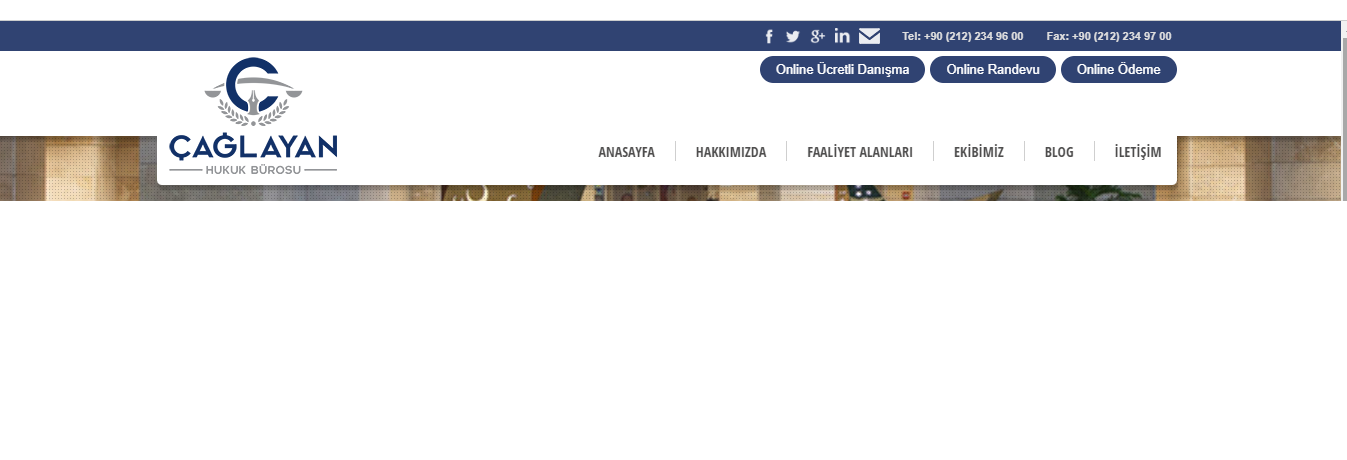 Tel: +90 (212) 234 96 00 Fax: +90 (212) 234 97 00
Online Ücretli Danışma Online Randevu Online Ödeme
ÇAĞLAYAN
HUKUK BÜROSU
ANASAYFA HAKKIMIZDA FAALİYET ALANLARI EKİBİMİZ BLOG İLETİŞİM